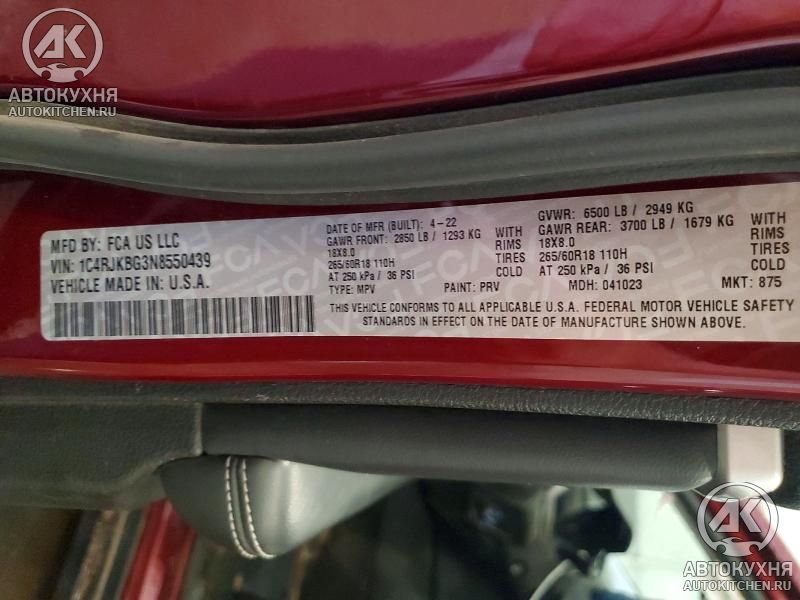 АК
АВТОКУХНЯ
AUTOKITCHEN.RU
MFD BY: FCA US LLC
VIN: 1C4RJKBG3N8550439
VEHICLE MADE IN: U.S.A.
DATE OF MFR (BUILT): 4-22 GVWR: 6500 LB / 2949 KG
GAWR FRONT: 2850 LB / 1293 KG WITH GAWR REAR: 3700 LB / 1679 KG WITH
18X8.0 18X8.0
265/60R18 110H 265/60R18 110H
AT 250 kPa / 36 PSI COLD AT 250 kPa / 36 PSI COLD
TYPE: MPV PAINT: PRV MDH: 041023 MKT: 875
THIS VEHICLE CONFORMS TO ALL APPLICABLE U.S.A. FEDERAL MOTOR VEHICLE SAFETY
STANDARDS IN EFFECT ON THE DATE OF MANUFACTURE SHOWN ABOVE.
АК
АВТОКУХНЯ
AUTOKITCHEN.RU